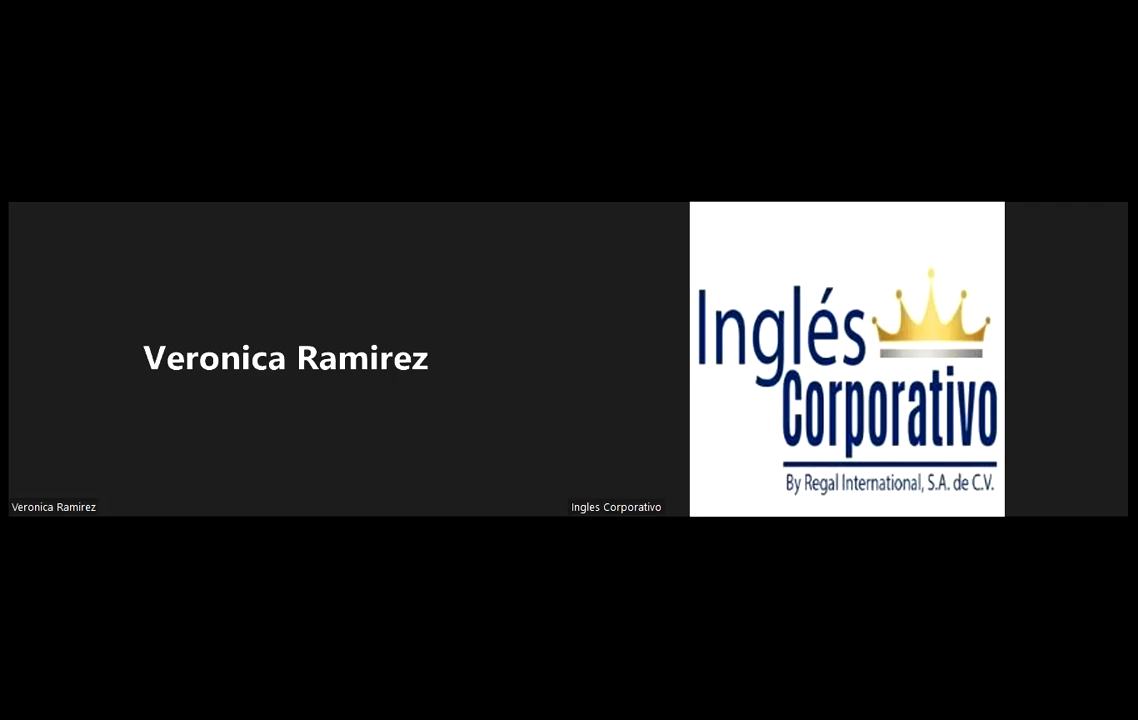 Veronica Ramirez
Veronica Ramirez
Inglés
Corporativo
By Regal International, S.A. de C.V.
Ingles Corporativo